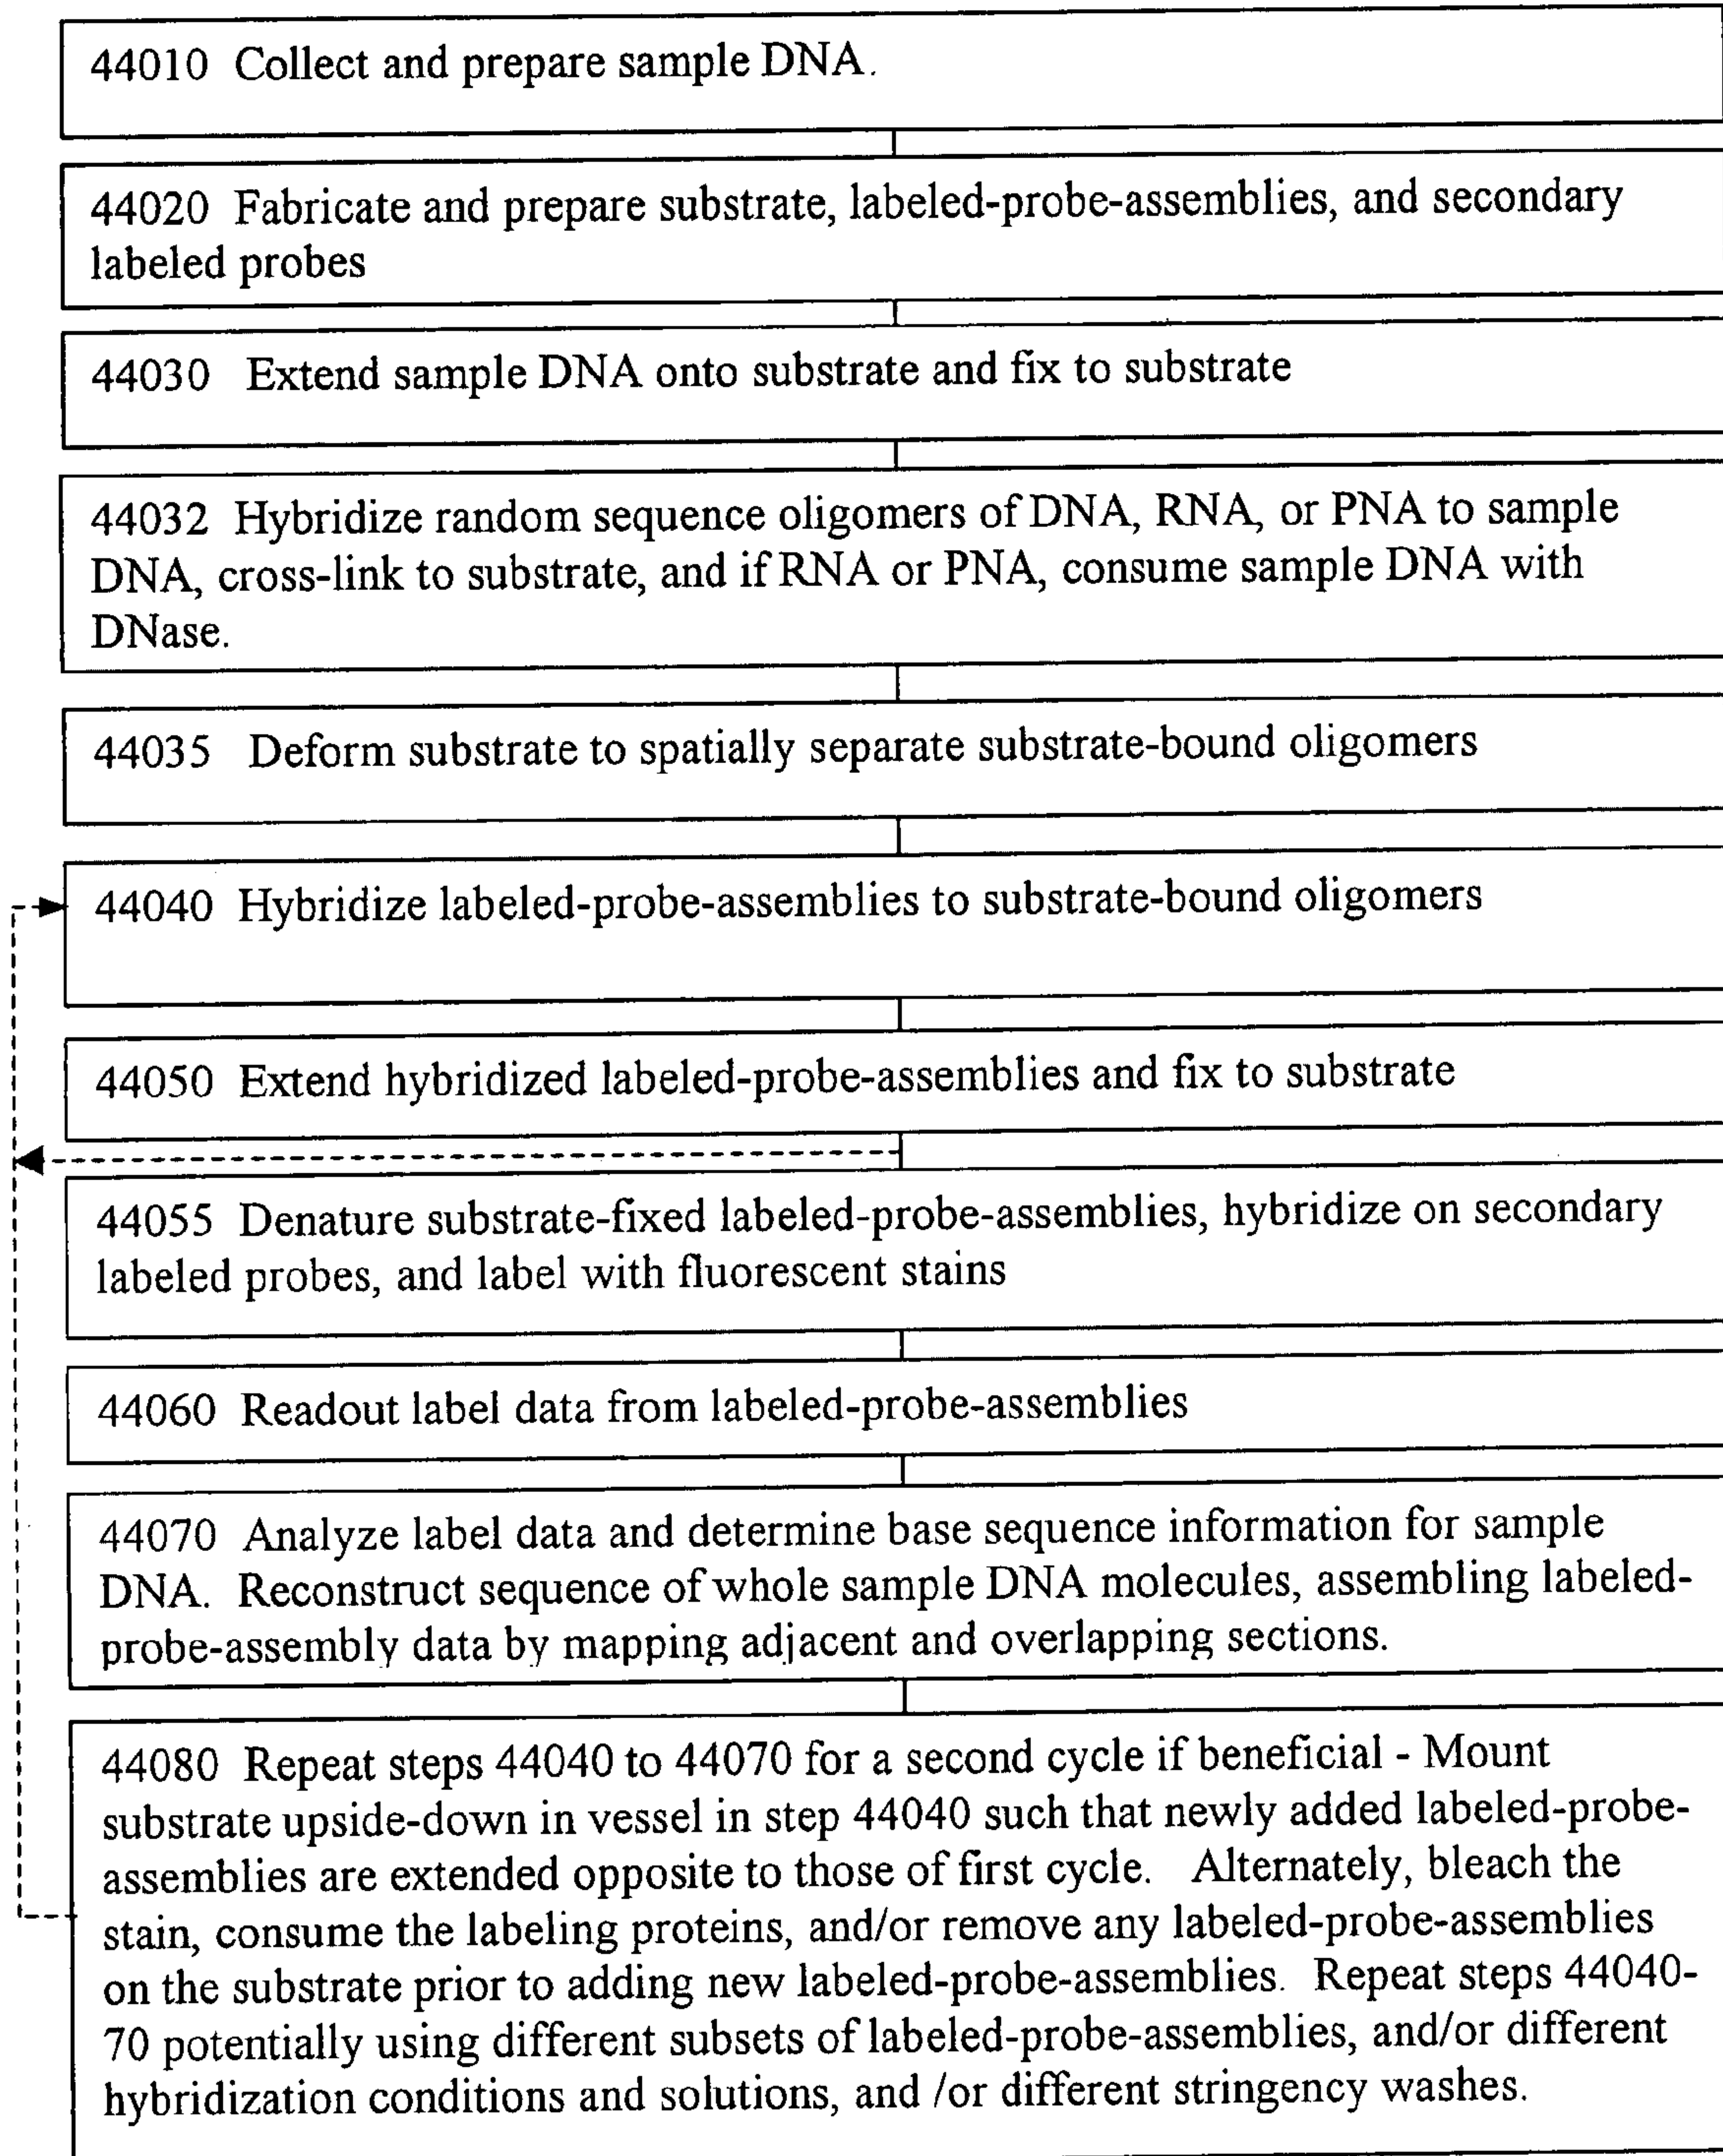 44010 Collect and prepare sample DNA.
44020 Fabricate and prepare substrate, labeled-probe-assemblies, and secondary
labeled probes
44030 Extend sample DNA onto substrate and fix to substrate
44032 Hybridize random sequence oligomers of DNA, RNA, or PNA to sample
DNA, cross-link to substrate, and if RNA or PNA, consume sample DNA with
DNase.
44035 Deform substrate to spatially separate substrate-bound oligomers
44040 Hybridize labeled-probe-assemblies to substrate-bound oligomers
44050 Extend hybridized labeled-probe-assemblies and fix to substrate
44055 Denature substrate-fixed labeled-probe-assemblies, hybridize on secondary
labeled probes, and label with fluorescent stains
44060 Readout label data from labeled-probe-assemblies
44070 Analyze label data and determine base sequence information for sample
DNA. Reconstruct sequence of whole sample DNA molecules, assembling labeled-
probe-assembly data by mapping adjacent and overlapping sections.
44080 Repeat steps 44040 to 44070 for a second cycle if beneficial - Mount
substrate upside-down in vessel in step 44040 such that newly added labeled-probe-
assemblies are extended opposite to those of first cycle. Alternately, bleach the
stain, consume the labeling proteins, and/or remove any labeled-probe-assemblies
on the substrate prior to adding new labeled-probe-assemblies. Repeat steps 44040-
70 potentially using different subsets of labeled-probe-assemblies, and/or different
hybridization conditions and solutions, and /or different stringency washes.